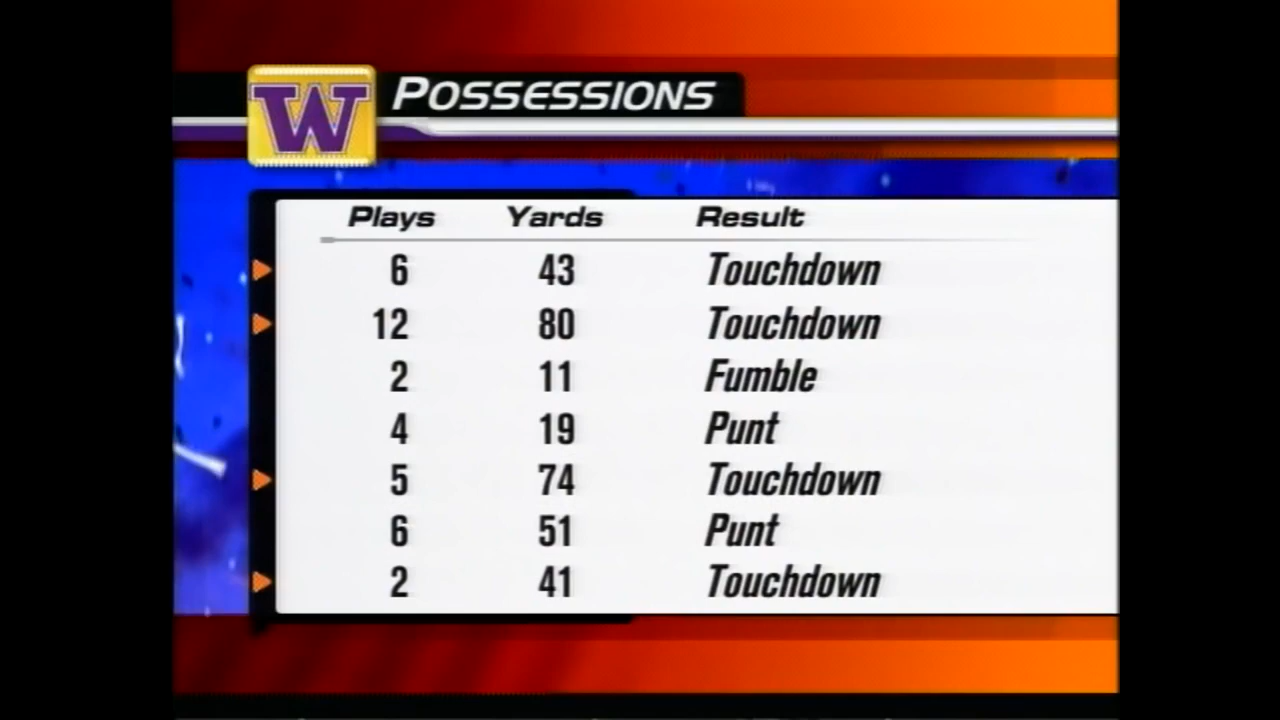 W POSSESSIONS
Plays Yards Result
6 43 Touchdown
12 80 Touchdown
2 11 Fumble
4 19 Punt
5 74 Touchdown
6 51 Punt
2 41 Touchdown